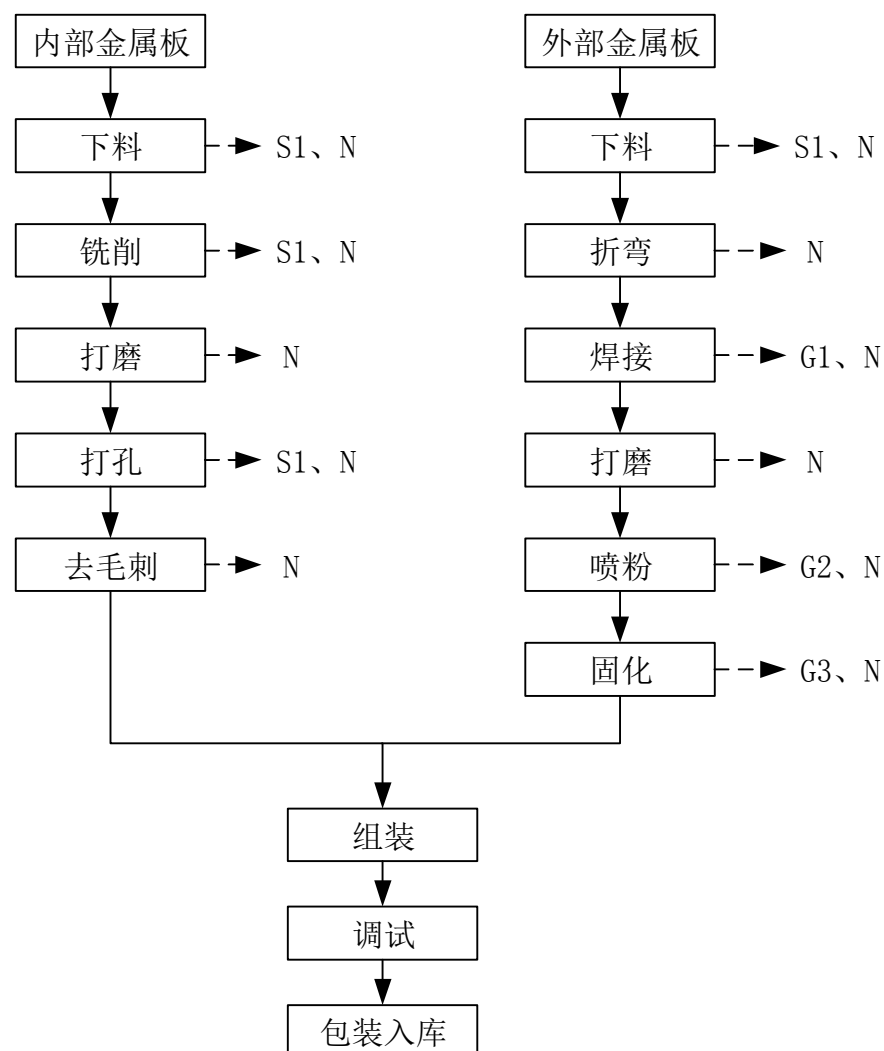 内部金属板
外部金属板
下料
S1、N
下料
S1、N
铣削
S1、N
折弯
N
打磨
N
焊接
G1、N
打孔
S1、N
打磨
N
去毛刺
N
喷粉
G2、N
固化
G3、N
组装
调试
包装入库